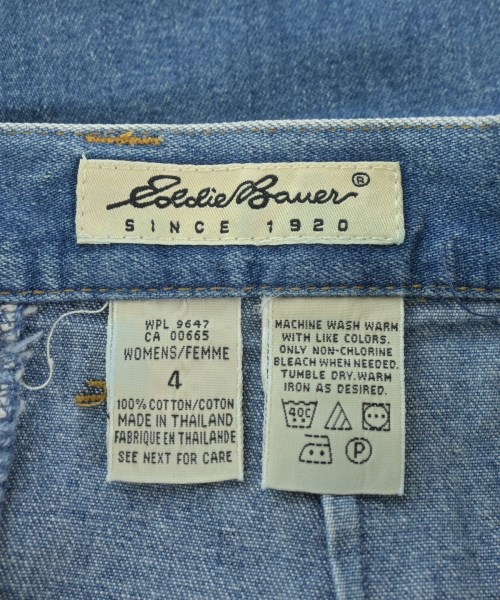 Eddie Bauer®
SINCE 1920
WPL 9647
CA 00665
WOMENS/FEMME
4
100% COTTON/COTON
MADE IN THAILAND
FABRIQUE EN THAILAHDE
SEE NEXT FOR CARE
MACHINE WASH WARM
WITH LIKE COLORS.
ONLY NON-CHLORINE
BLEACH WHEN NEEDED.
TUMBLE DRY.WARM
IRON AS DESIRED.
40C
P